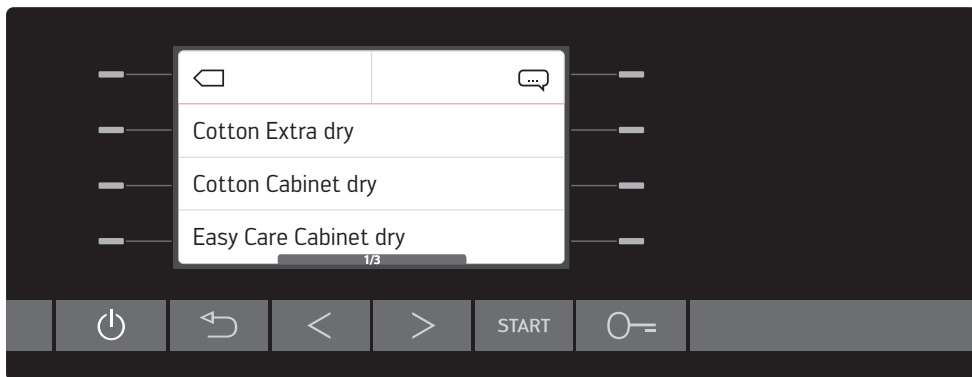 ...
Cotton Extra dry
Cotton Cabinet dry
Easy Care Cabinet dry
1/3
START